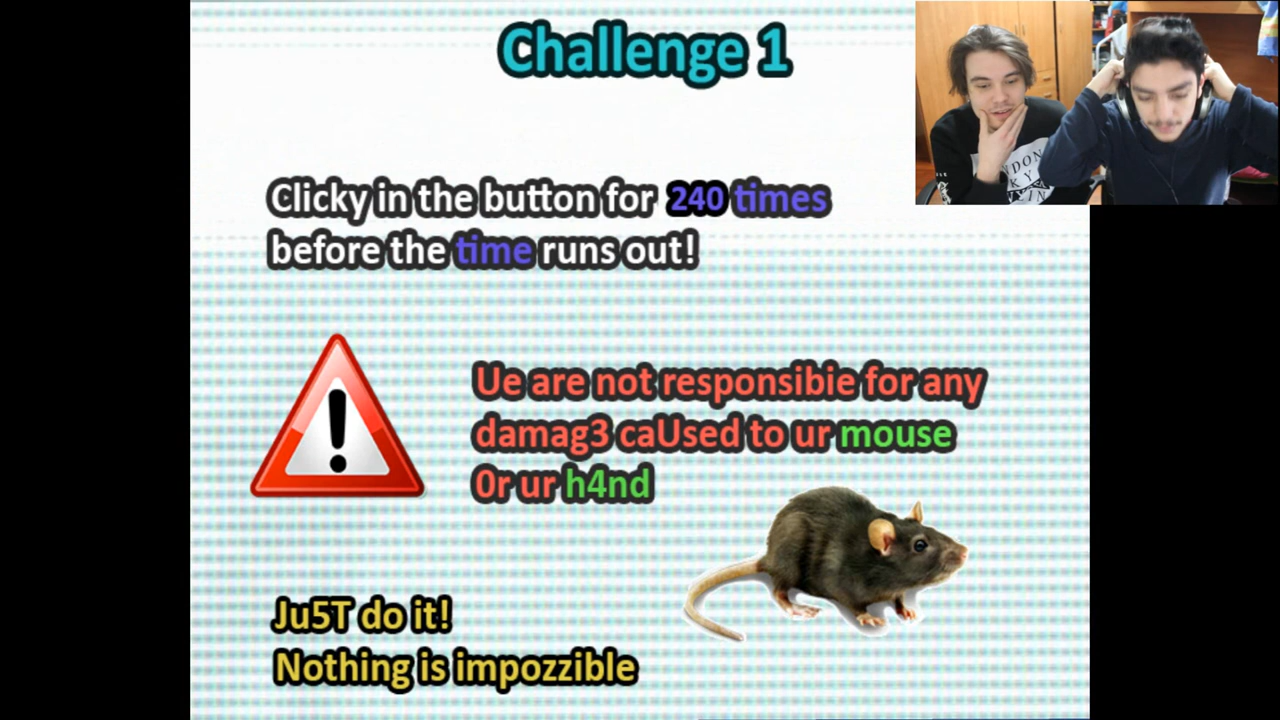 Challenge 1
Clicky in the button for 240 times
before the time runs out!
Ue are not responsibie for any
damag3 caUsed to ur mouse
0r ur h4nd
Ju5T do it!
Nothing is impozzible